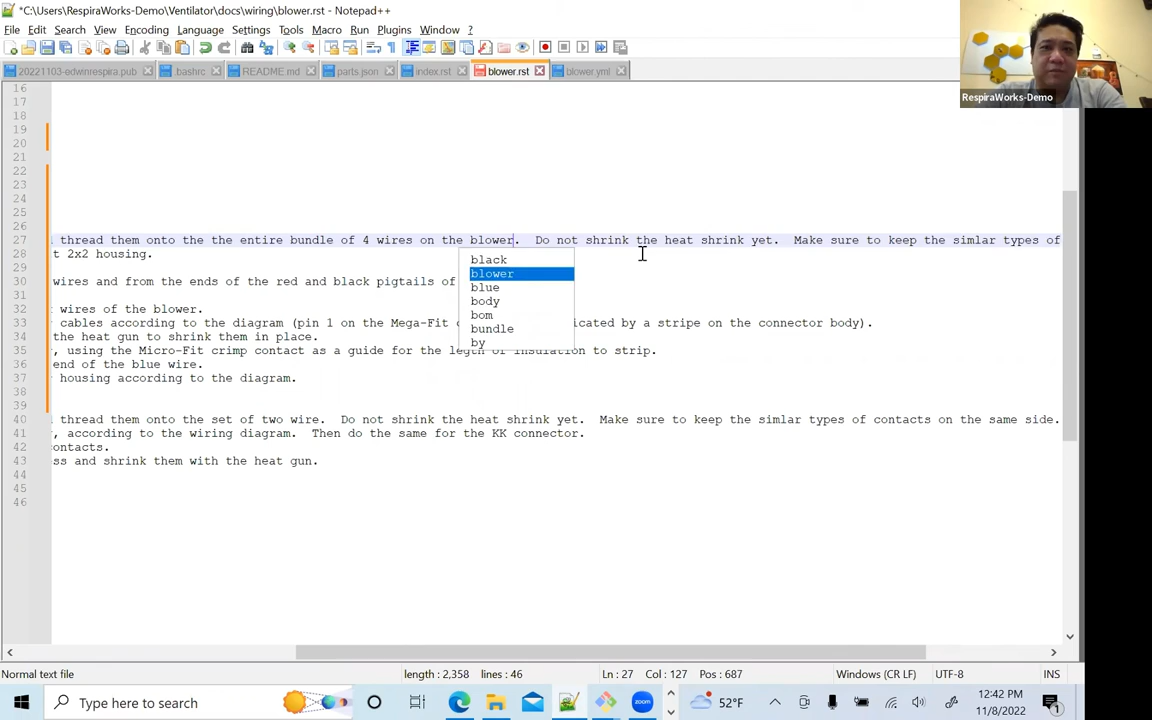 *C:\Users\RespiraWorks-Demo\Ventilator\docs\wiring\blower.rst - Notepad++
File Edit Search View Encoding Language Settings Tools Macro Run Plugins Window ?
20221103-edwinrespira.pub .bashrc README.md parts.json index.rst blower.rst blower.yml
RespiraWorks-Demo
16
17
18
19
20
21
22
23
24
25
26
27 thread them onto the the entire bundle of 4 wires on the blower. Do not shrink the heat shrink yet. Make sure to keep the simlar types of
28 t 2x2 housing.
29
30 wires and from the ends of the red and black pigtails of
31
32 wires of the blower.
33 cables according to the diagram (pin 1 on the Mega-Fit c icated by a stripe on the connector body).
34 the heat gun to shrink them in place.
35 , using the Micro-Fit crimp contact as a guide for the legth of insulation to strip.
36 end of the blue wire.
37 housing according to the diagram.
38
39
40 thread them onto the set of two wire. Do not shrink the heat shrink yet. Make sure to keep the simlar types of contacts on the same side.
41 , according to the wiring diagram. Then do the same for the KK connector.
42 contacts.
43 ss and shrink them with the heat gun.
44
45
46
black
blower
blue
body
bom
bundle
by
Normal text file length : 2,358 lines : 46 Ln : 27 Col : 127 Pos : 687 Windows (CR LF) UTF-8 INS
Type here to search zoom 52°F 12:42 PM
11/8/2022 1